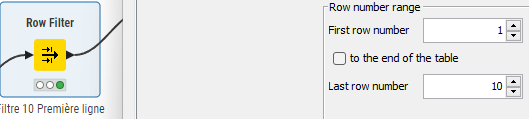 Row Filter
iltre 10 Première ligne
Row number range
First row number 1
to the end of the table
Last row number 10